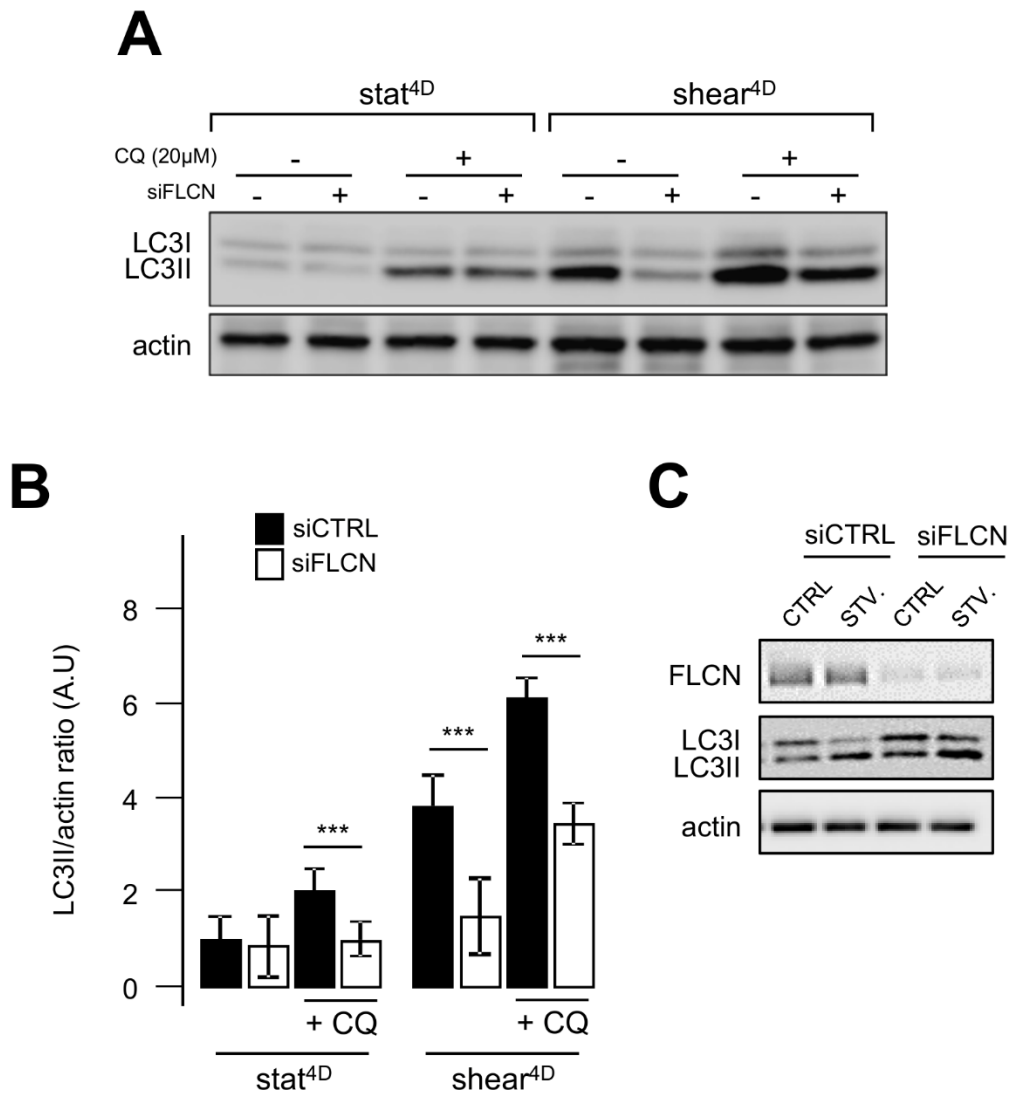 A
stat4D shear4D
CQ (20µM) - + - +
siFLCN - + - + - + - +
LC3I
LC3II
actin
B
siCTRL
siFLCN
LC3II/actin ratio (A.U)
8
6
4
2
0
***
***
***
+ CQ + CQ
stat4D shear4D
C
siCTRL siFLCN
CTRL STV. CTRL STV.
FLCN
LC3I
LC3II
actin